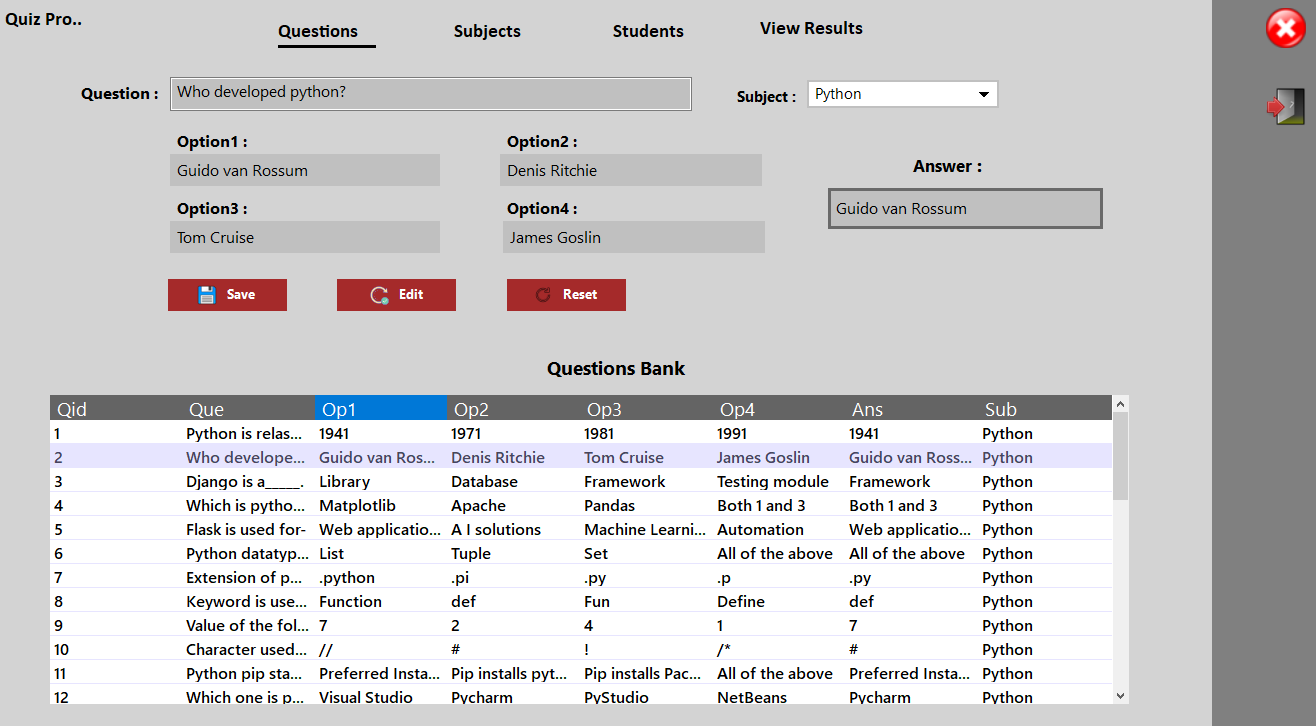 Quiz Pro..
Questions Subjects Students View Results
Question : Who developed python? Subject : Python
Option1 : Option2 :
Guido van Rossum Denis Ritchie
Answer :
Option3 : Option4 :
Guido van Rossum
Tom Cruise James Goslin
Save Edit Reset
Questions Bank
Qid Que Op1 Op2 Op3 Op4 Ans Sub
1 Python is relas... 1941 1971 1981 1991 1941 Python
2 Who develope... Guido van Ros... Denis Ritchie Tom Cruise James Goslin Guido van Ross... Python
3 Django is a_____. Library Database Framework Testing module Framework Python
4 Which is pytho... Matplotlib Apache Pandas Both 1 and 3 Both 1 and 3 Python
5 Flask is used for- Web applicatio... A I solutions Machine Learni... Automation Web applicatio... Python
6 Python datatyp... List Tuple Set All of the above All of the above Python
7 Extension of p... .python .pi .py .p .py Python
8 Keyword is use... Function def Fun Define def Python
9 Value of the fol... 7 2 4 1 7 Python
10 Character used... // # ! /* # Python
11 Python pip sta... Preferred Insta... Pip installs pyt... Pip installs Pac... All of the above Preferred Insta... Python
12 Which one is p... Visual Studio Pycharm PyStudio NetBeans Pycharm Python